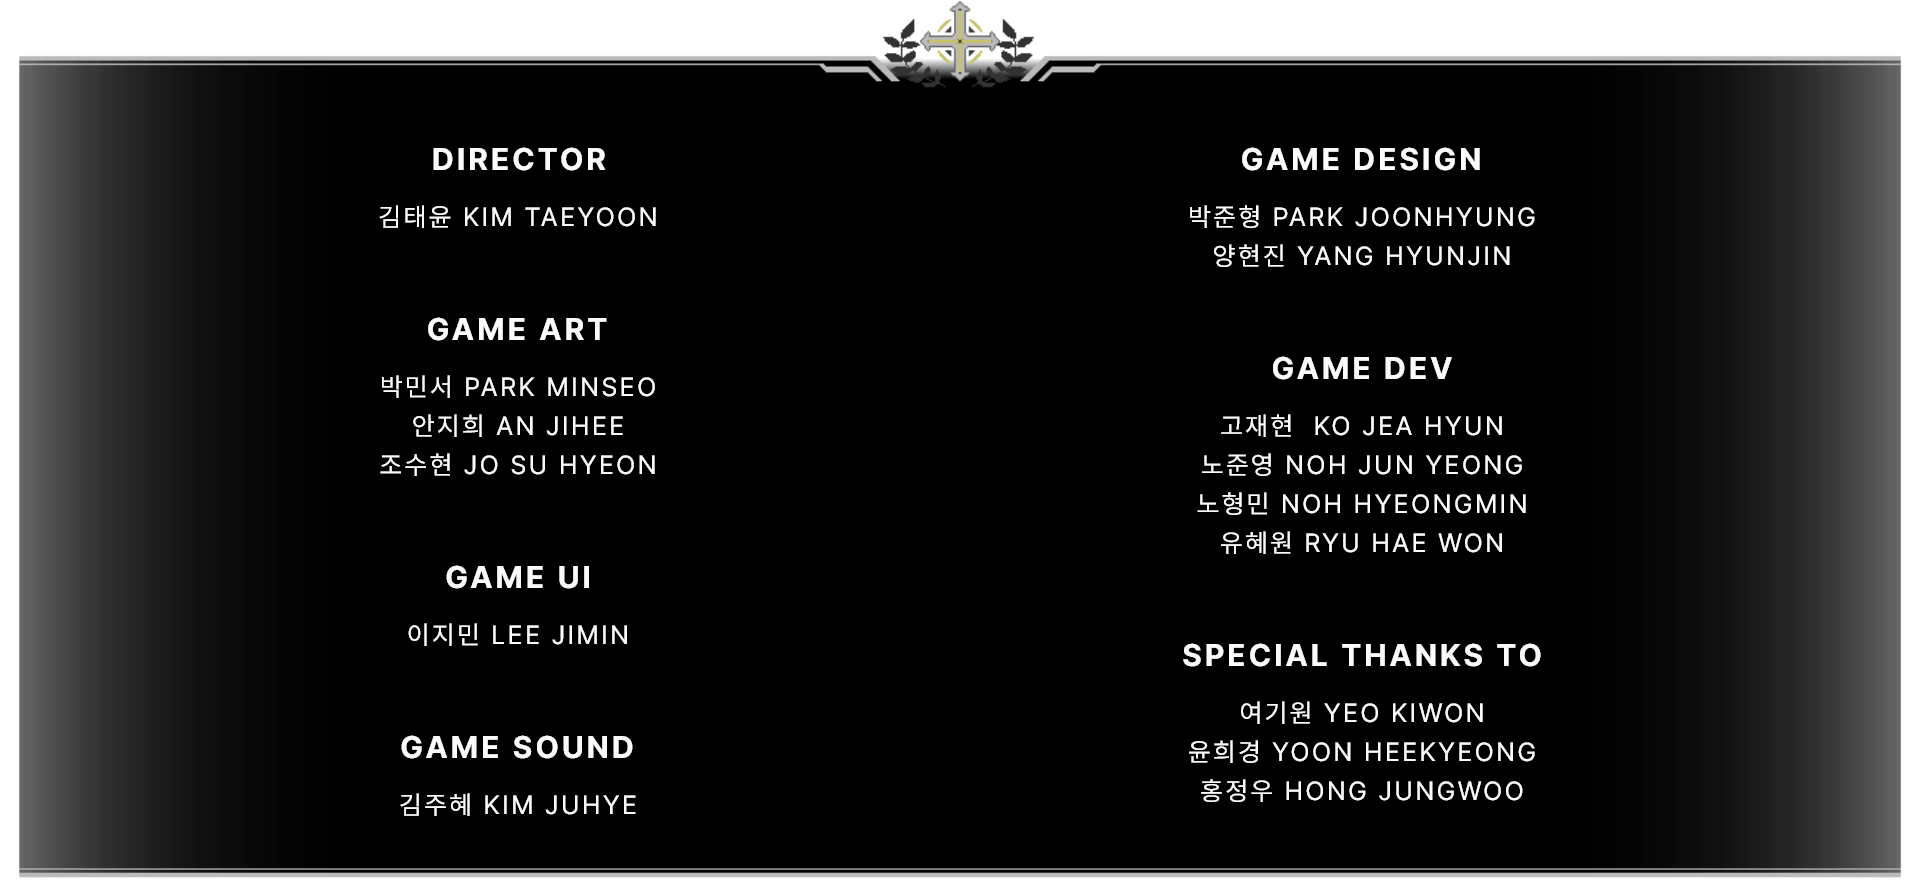 DIRECTOR
김태윤 KIM TAEYOON
GAME ART
박민서 PARK MINSEO
안지희 AN JIHEE
조수현 JO SU HYEON
GAME UI
이지민 LEE JIMIN
GAME SOUND
김주혜 KIM JUHYE
GAME DESIGN
박준형 PARK JOONHYUNG
양현진 YANG HYUNJIN
GAME DEV
고재현  KO JEA HYUN
노준영 NOH JUN YEONG
노형민 NOH HYEONGMIN
유혜원 RYU HAE WON
SPECIAL THANKS TO
여기원 YEO KIWON
윤희경 YOON HEEKYEONG
홍정우 HONG JUNGWOO